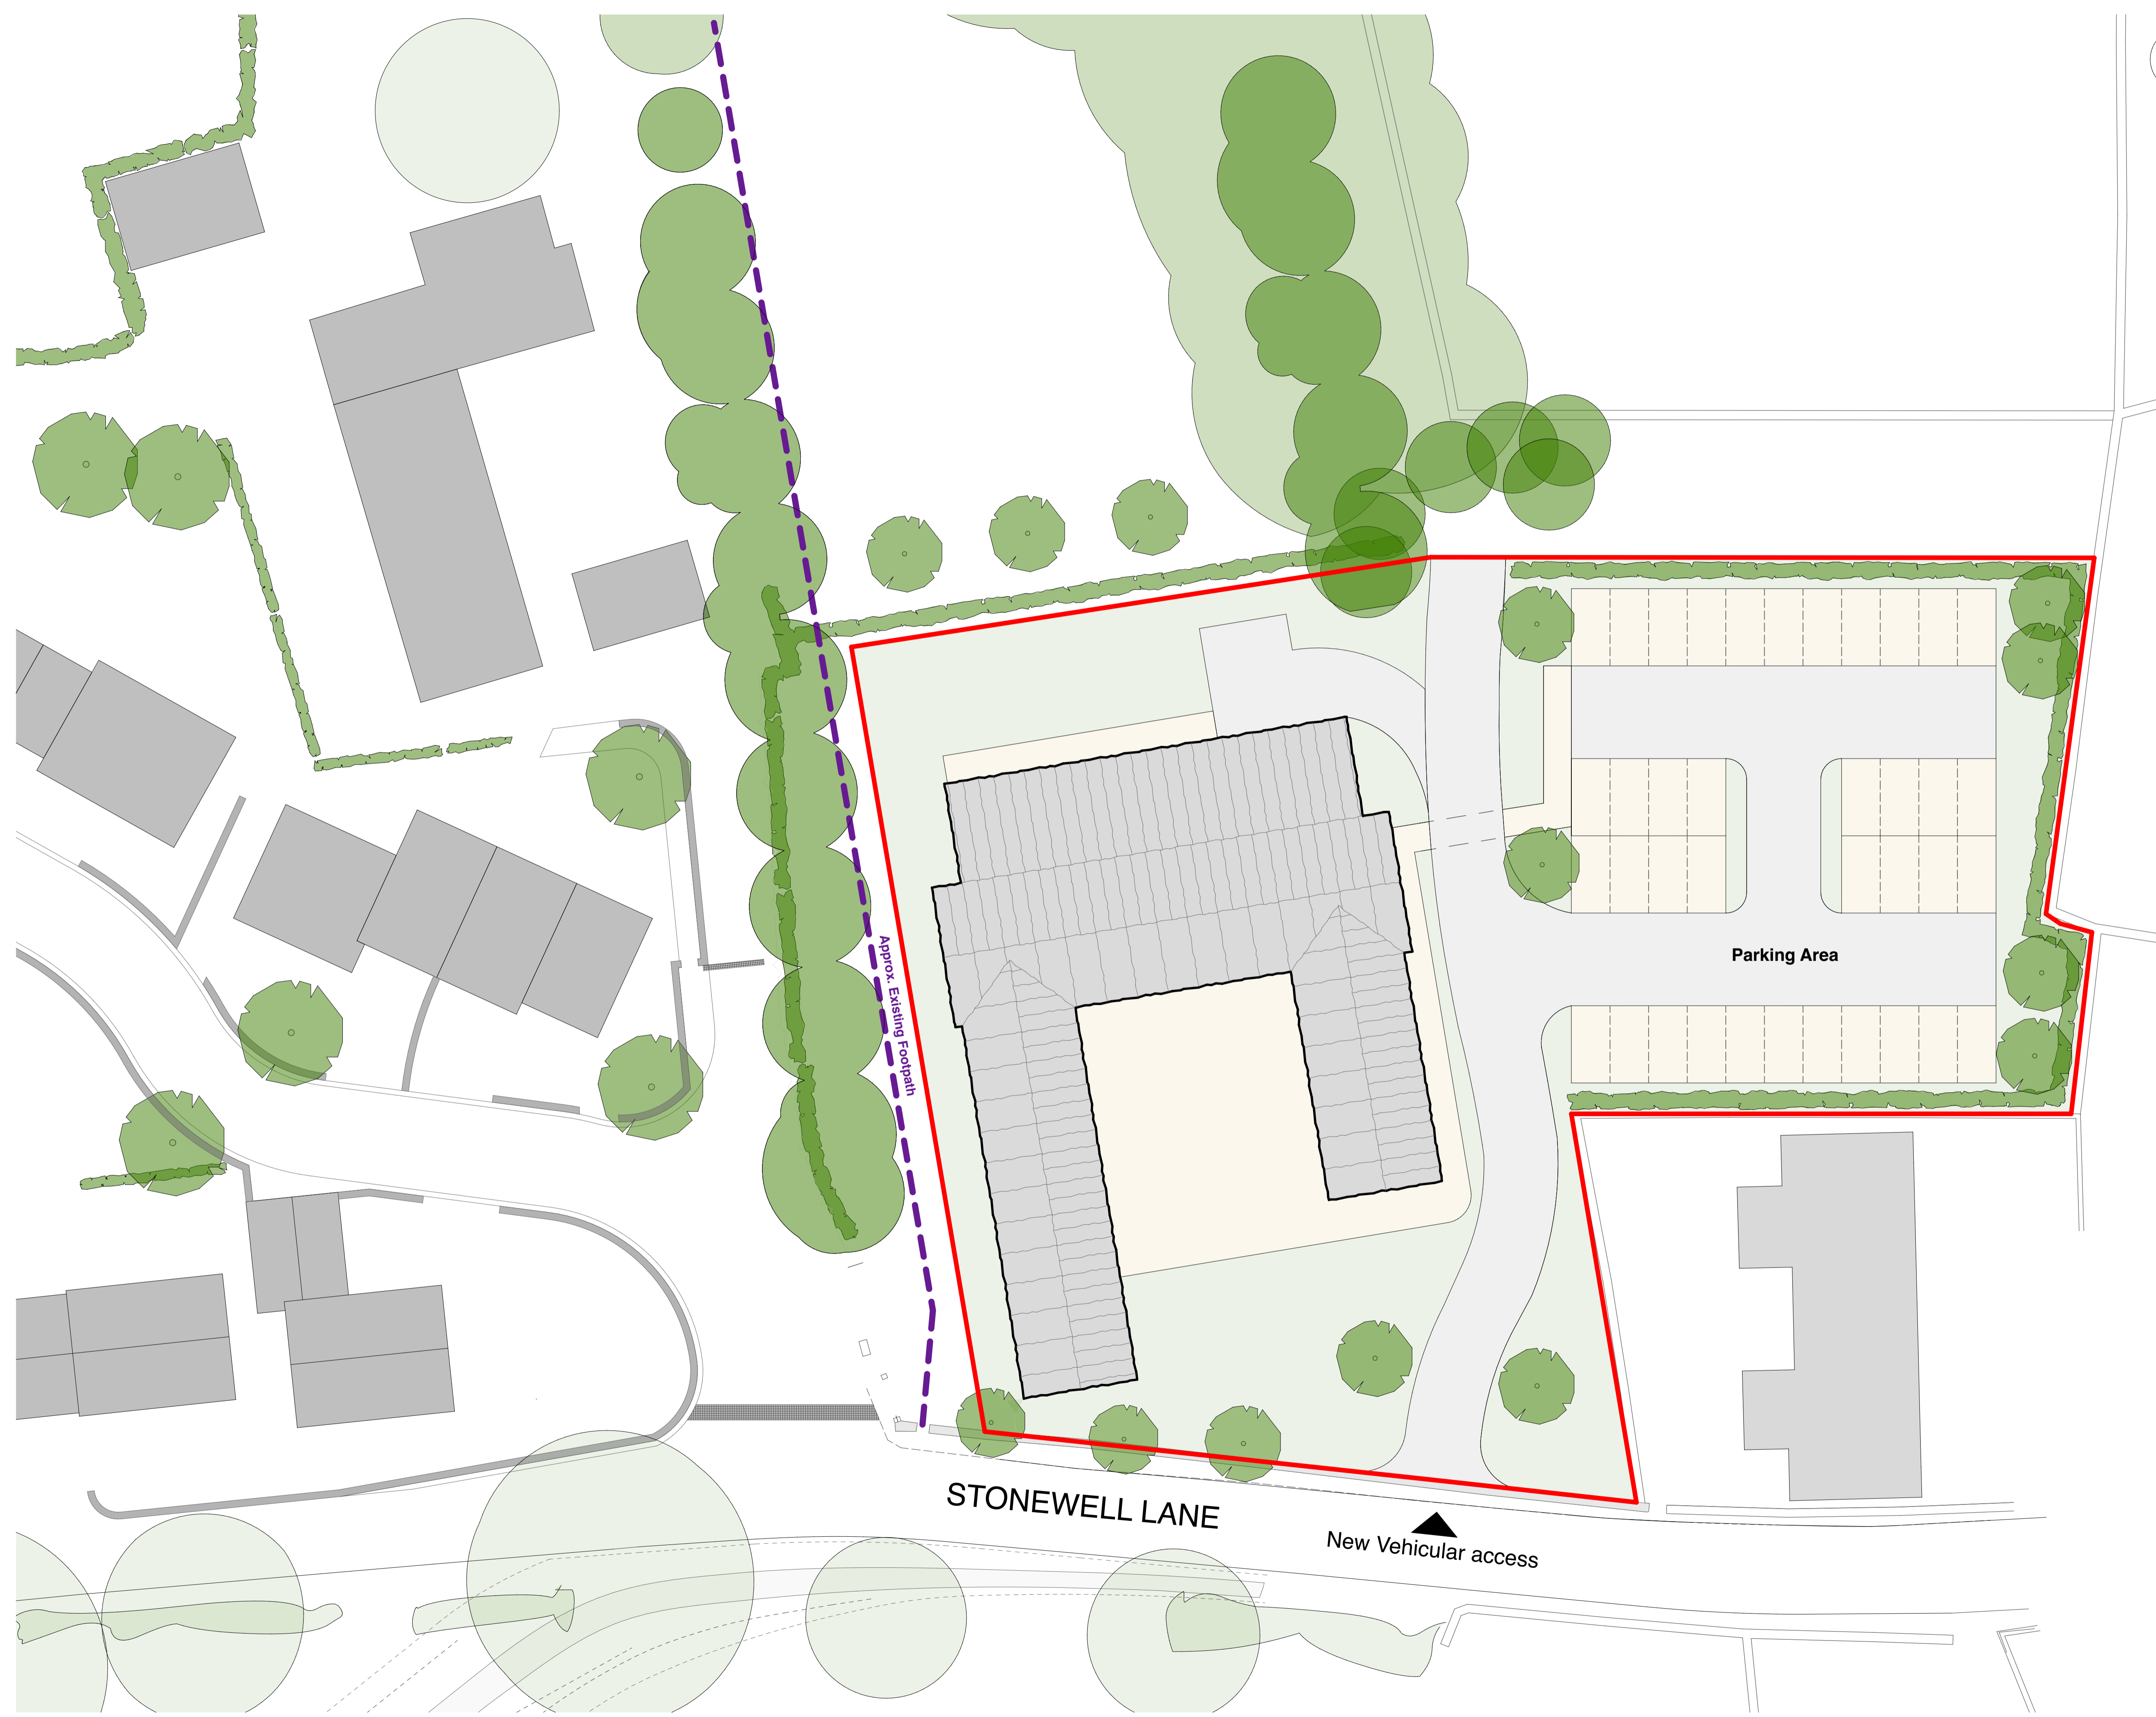 Approx. Existing Footpath
Parking Area
STONEWELL LANE
New Vehicular access